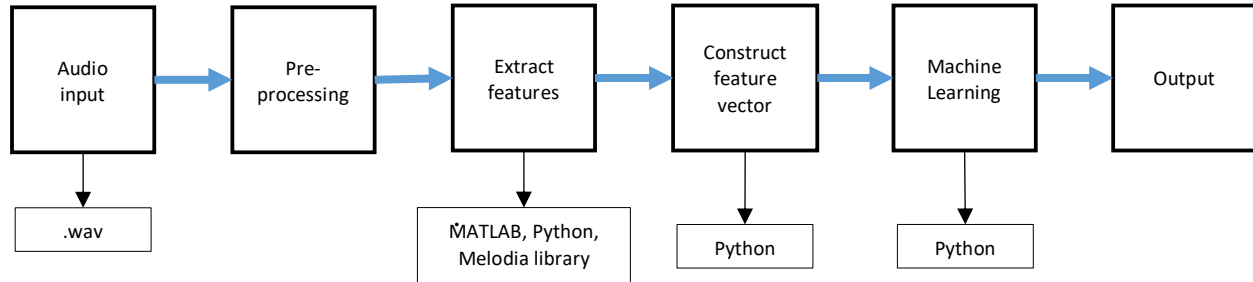 Audio
input
Pre-
processing
Extract
features
Construct
feature
vector
Machine
Learning
Output
.wav
MATLAB, Python,
Melodia library
Python
Python